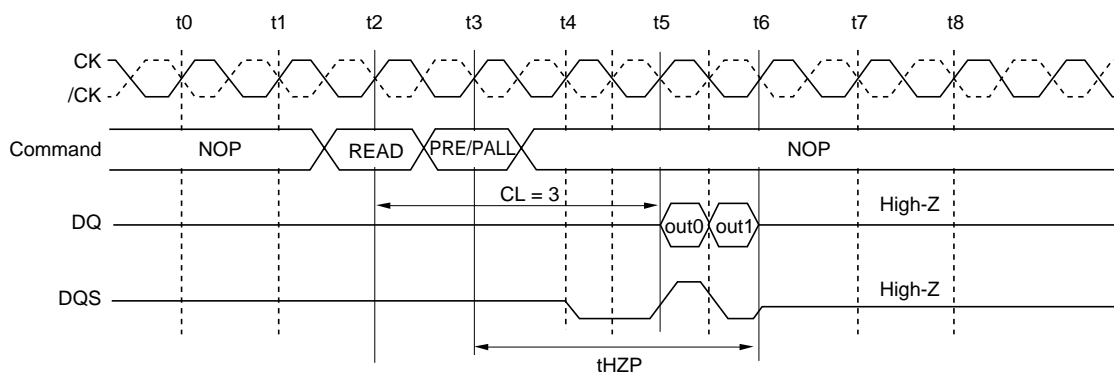 t0 t1 t2 t3 t4 t5 t6 t7 t8
CK
/CK
Command NOP READ PRE/PALL NOP
CL = 3
DQ out0 out1 High-Z
DQS High-Z
tHZP